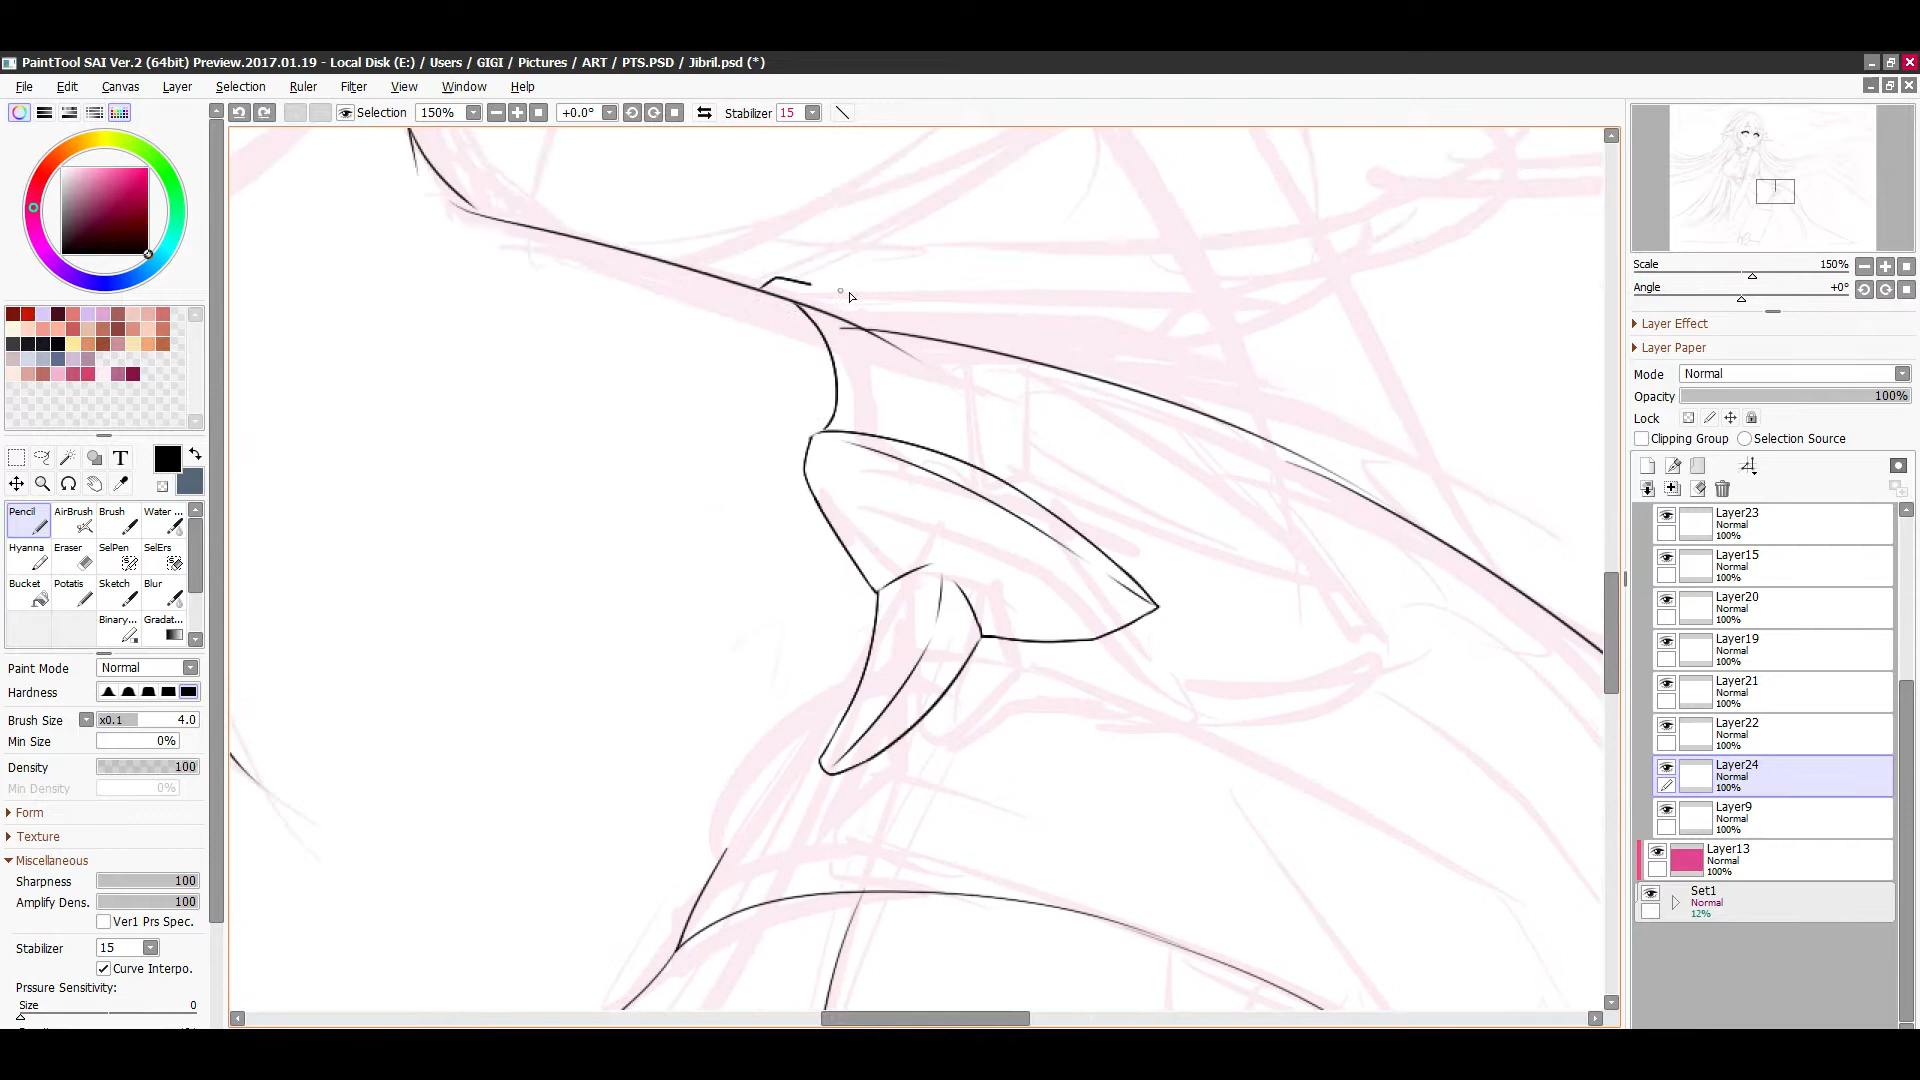 PaintTool SAI Ver.2 (64bit) Preview.2017.01.19 - Local Disk (E:) / Users / GIGI / Pictures / ART / PTS.PSD / Jibril.psd (*)
File Edit Canvas Layer Selection Ruler Filter View Window Help
Selection 150% +0.0° Stabilizer 15
Scale 150%
Angle +0°
Layer Effect
Layer Paper
Mode Normal
Opacity 100%
Lock
Clipping Group Selection Source
T
Pencil AirBrush Brush Water ...
Hyanna Eraser SelPen SelErs
Bucket Potatis Sketch Blur
Binary... Gradat...
Paint Mode Normal
Hardness
Brush Size x0.1 4.0
Min Size 0%
Density 100
Min Density 0%
Form
Texture
Miscellaneous
Sharpness 100
Amplify Dens. 100
Ver1 Prs Spec.
Stabilizer 15
Curve Interpo.
Prssure Sensitivity:
Size 0
Layer23
Normal
100%
Layer15
Normal
100%
Layer20
Normal
100%
Layer19
Normal
100%
Layer21
Normal
100%
Layer22
Normal
100%
Layer24
Normal
100%
Layer9
Normal
100%
Layer13
Normal
100%
Set1
Normal
12%